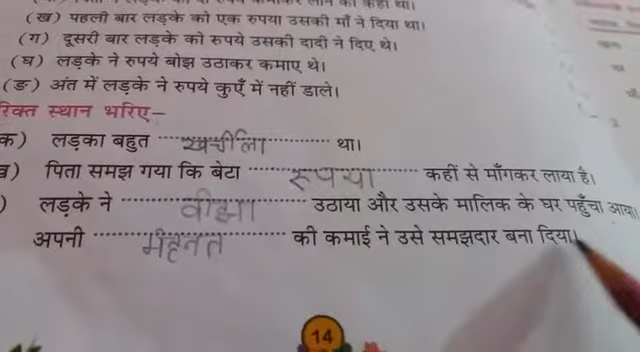 (ख) पहली बार लड़के को एक रुपया उसकी माँ ने दिया था।
(ग) दूसरी बार लड़के को रुपये उसकी दादी ने दिए थे।
(घ) लड़के ने रुपये बोझ उठाकर कमाए थे।
(ङ) अंत में लड़के ने रुपये कुएँ में नहीं डाले।
रिक्त स्थान भरिए–
क) लड़का बहुत खर्चीला था।
ख) पिता समझ गया कि बेटा रूपया कहीं से माँगकर लाया है।
) लड़के ने वोझा उठाया और उसके मालिक के घर पहुँचा आया
अपनी मेहनत की कमाई ने उसे समझदार बना दिया।
14